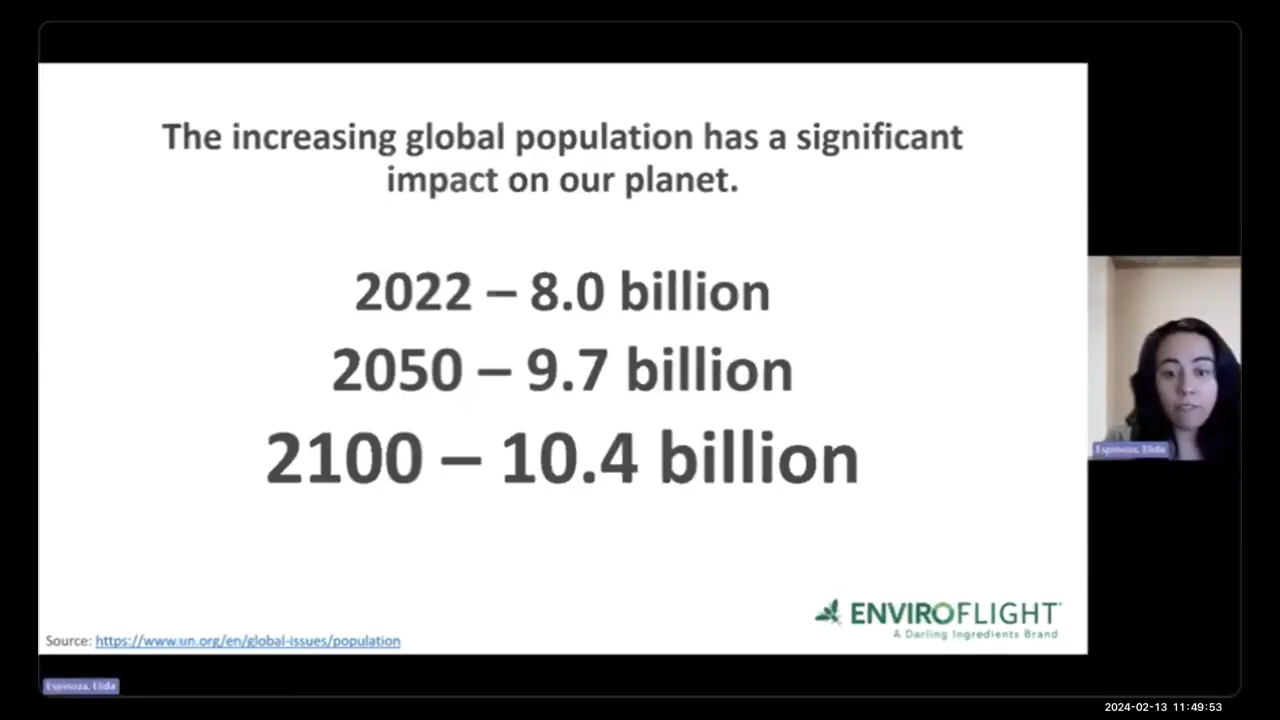 The increasing global population has a significant
impact on our planet.
2022 – 8.0 billion
2050 – 9.7 billion
2100 – 10.4 billion
Espinoza, Elida
ENVIROFLIGHT
A Darling Ingredients Brand
Source: https://www.un.org/en/global-issues/population
Espinoza, Elida
2024-02-13 11:49:53